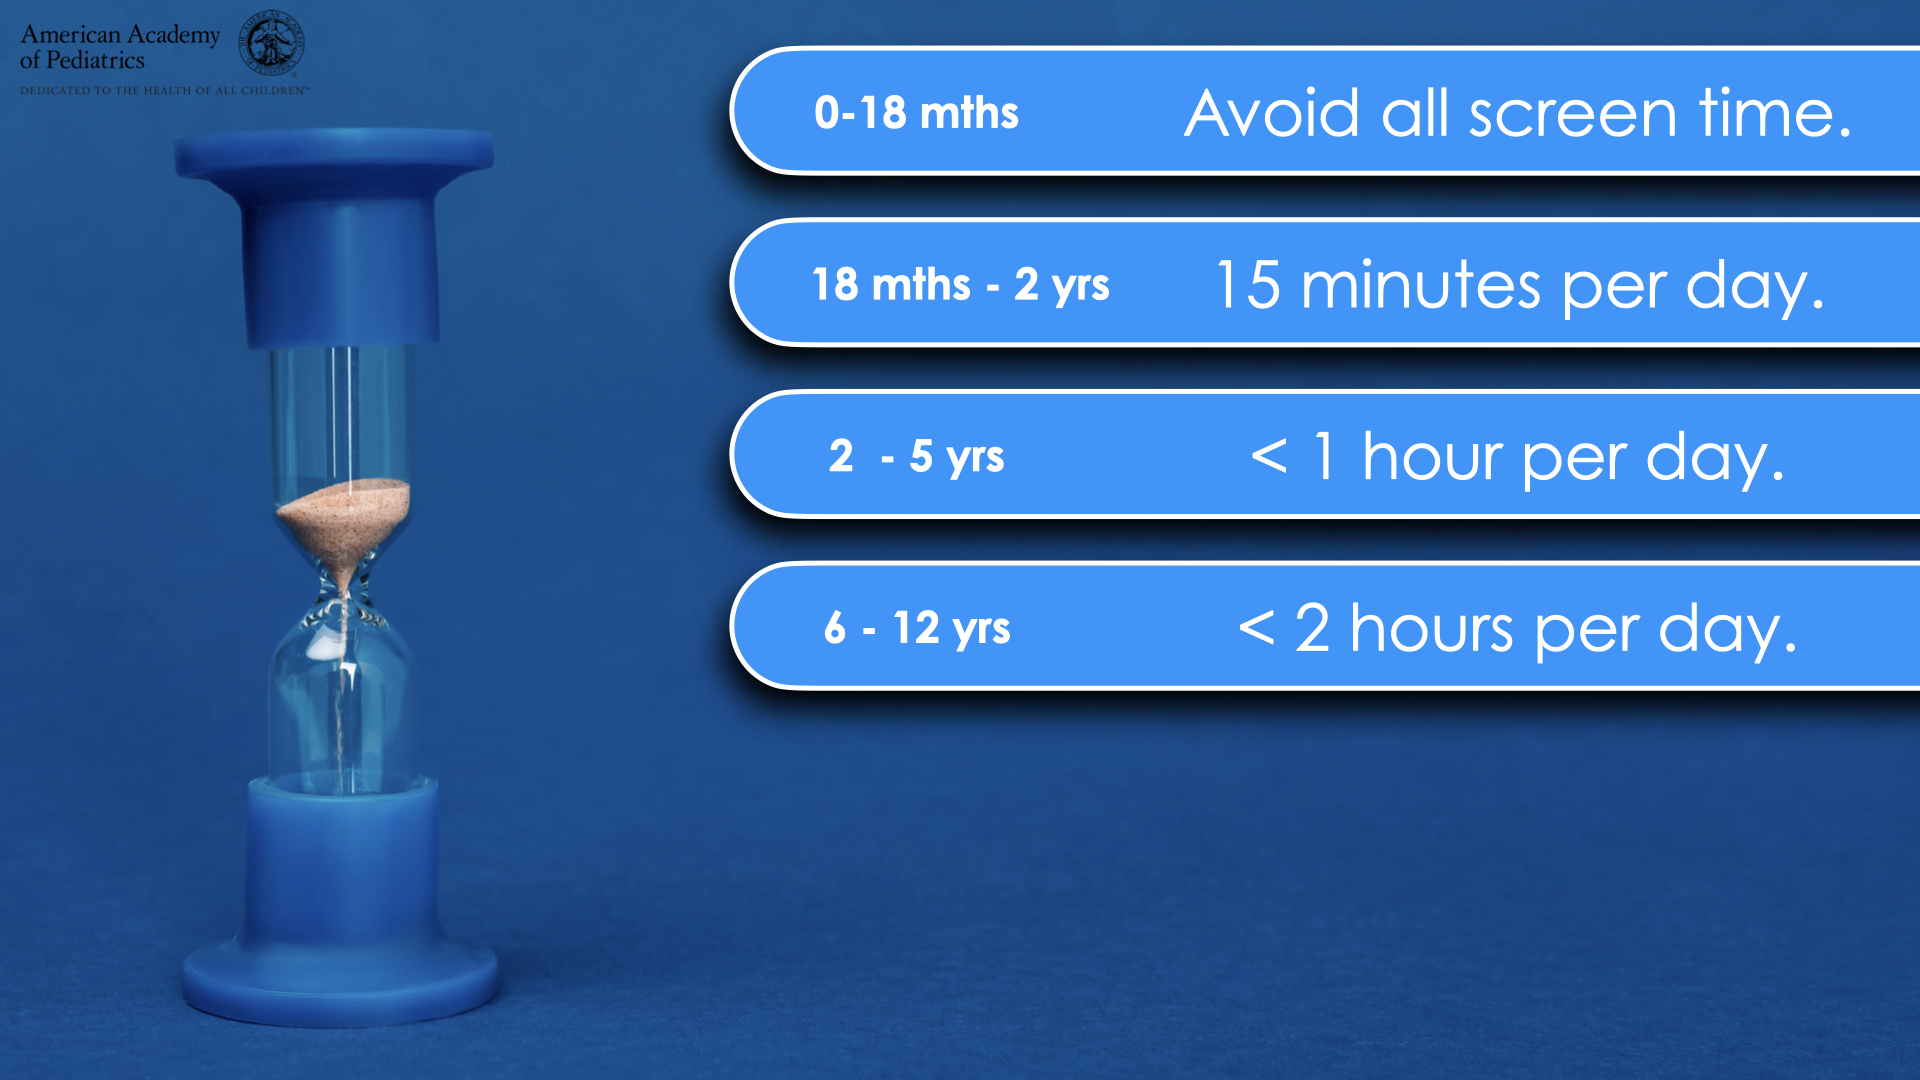 American Academy
of Pediatrics
DEDICATED TO THE HEALTH OF ALL CHILDREN™
0-18 mths Avoid all screen time.
18 mths - 2 yrs 15 minutes per day.
2 - 5 yrs < 1 hour per day.
6 - 12 yrs < 2 hours per day.